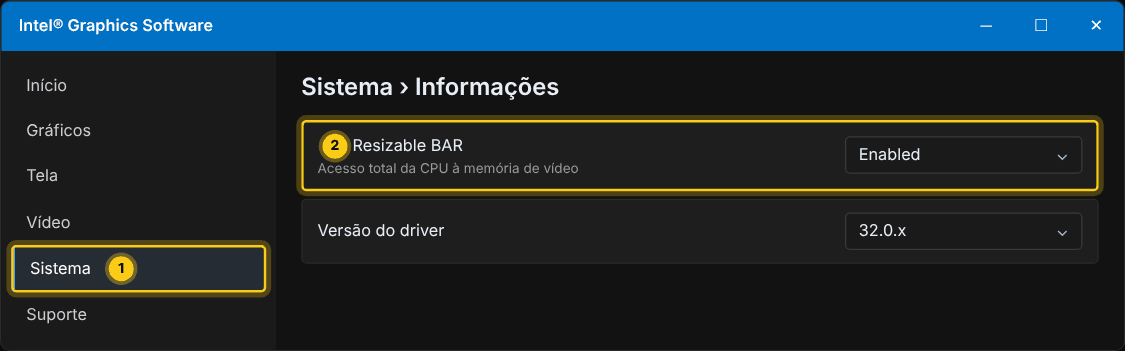 Intel® Graphics Software
Início
Gráficos
Tela
Vídeo
Sistema 1
Suporte
Sistema › Informações
2 Resizable BAR
Acesso total da CPU à memória de vídeo
Enabled
Versão do driver
32.0.x